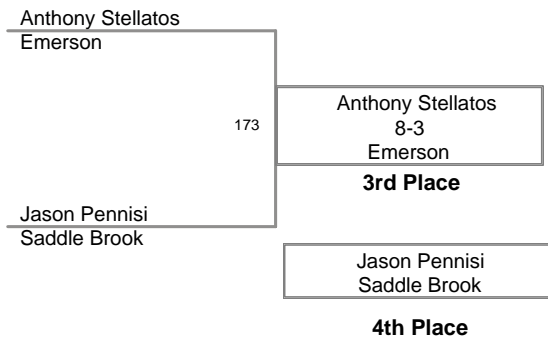 Anthony Stellatos
Emerson
173
Anthony Stellatos
8-3
Emerson
3rd Place
Jason Pennisi
Saddle Brook
Jason Pennisi
Saddle Brook
4th Place